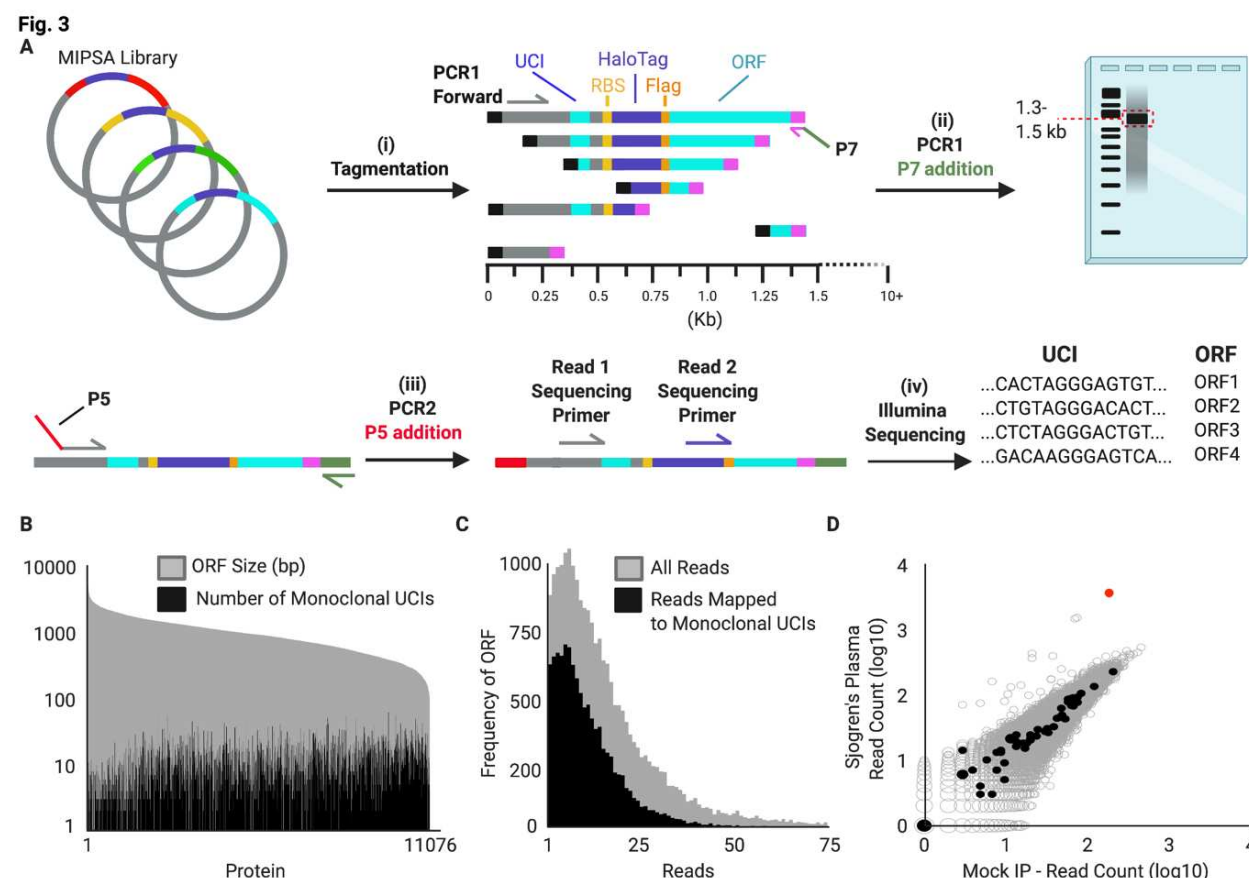 Fig. 3
A
MIPSA Library
(i)
Tagmentation
PCR1
Forward
UCI
RBS
HaloTag
Flag
ORF
P7
0 0.25 0.5 0.75 1.0 1.25 1.5 10+
(Kb)
(ii)
PCR1
P7 addition
1.3-
1.5 kb
P5
(iii)
PCR2
P5 addition
Read 1
Sequencing
Primer
Read 2
Sequencing
Primer
(iv)
Illumina
Sequencing
UCI ORF
...CACTAGGGAGTGT... ORF1
...CTGTAGGGACACT... ORF2
...CTCTAGGGACTGT... ORF3
...GACAAGGGAGTCA... ORF4
B
10000
1000
100
10
1
ORF Size (bp)
Number of Monoclonal UCIs
1 11076
Protein
C
Frequency of ORF
1000
750
500
200
0
All Reads
Reads Mapped
to Monoclonal UCIs
1 25 50 75
Reads
D
Sjogren's Plasma
Read Count (log10)
4
3
2
1
0
0 1 2 3 4
Mock IP - Read Count (log10)